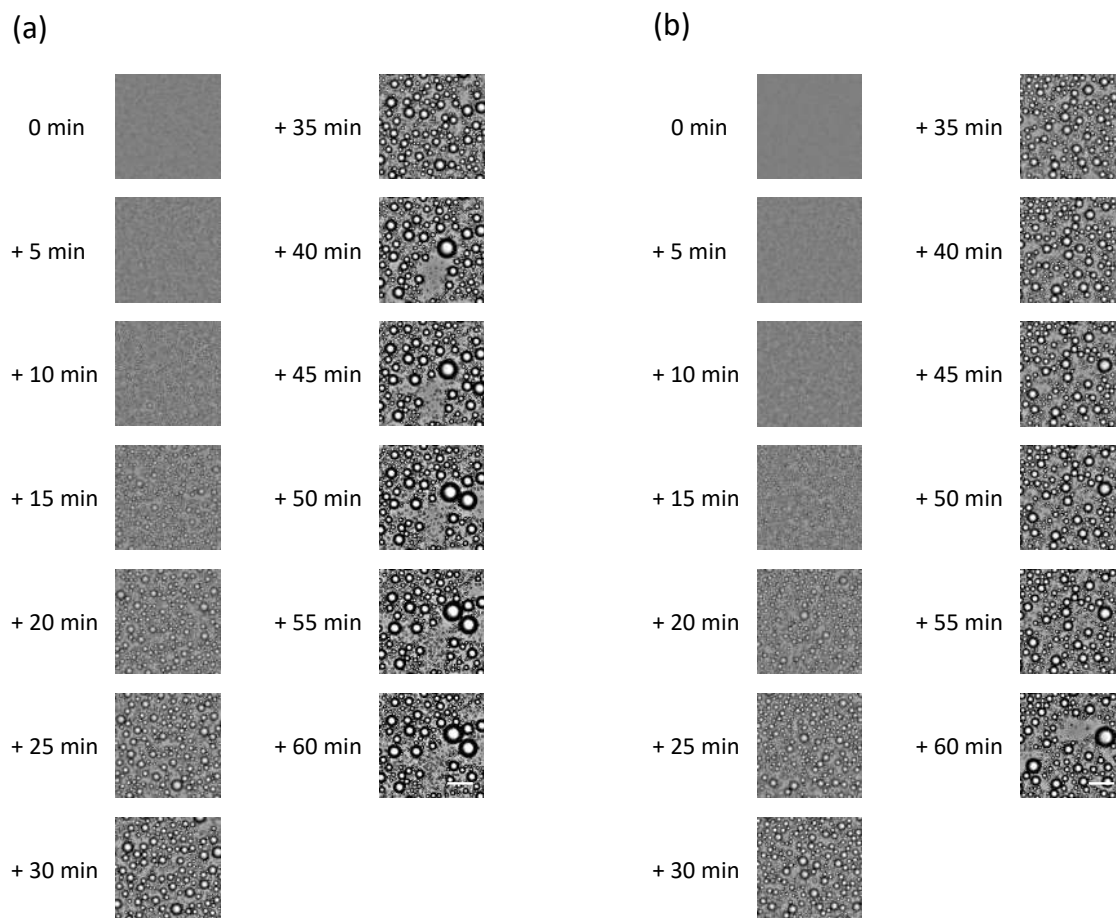 (a)
0 min
+ 5 min
+ 10 min
+ 15 min
+ 20 min
+ 25 min
+ 30 min
+ 35 min
+ 40 min
+ 45 min
+ 50 min
+ 55 min
+ 60 min
(b)
0 min
+ 5 min
+ 10 min
+ 15 min
+ 20 min
+ 25 min
+ 30 min
+ 35 min
+ 40 min
+ 45 min
+ 50 min
+ 55 min
+ 60 min